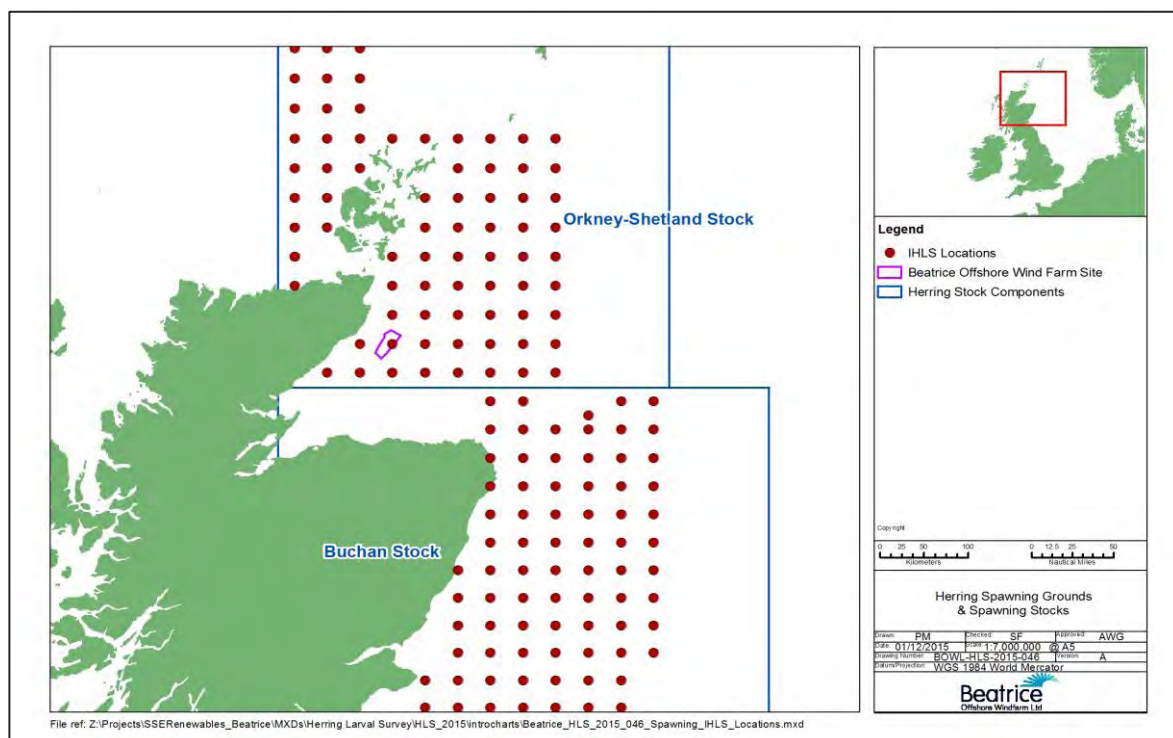 Orkney-Shetland Stock
Buchan Stock
Legend
IHLS Locations
Beatrice Offshore Wind Farm Site
Herring Stock Components
Copyright
0 25 50 100
Kilometers
0 12.5 25 50
Nautical Miles
Herring Spawning Grounds
& Spawning Stocks
Drawn: PM Checked: SF Approved: AWG
Date: 01/12/2015 Scale: 1:7,000,000 @ A5
Drawing Number: BOWL-HLS-2015-046 Version: A
Datum/Projection: WGS 1984 World Mercator
Beatrice
Offshore Windfarm Ltd
File ref: Z:\Projects\SSERenewables_Beatrice\MXDs\Herring Larval Survey\HLS_2015\introcharts\Beatrice_HLS_2015_046_Spawning_IHLS_Locations.mxd